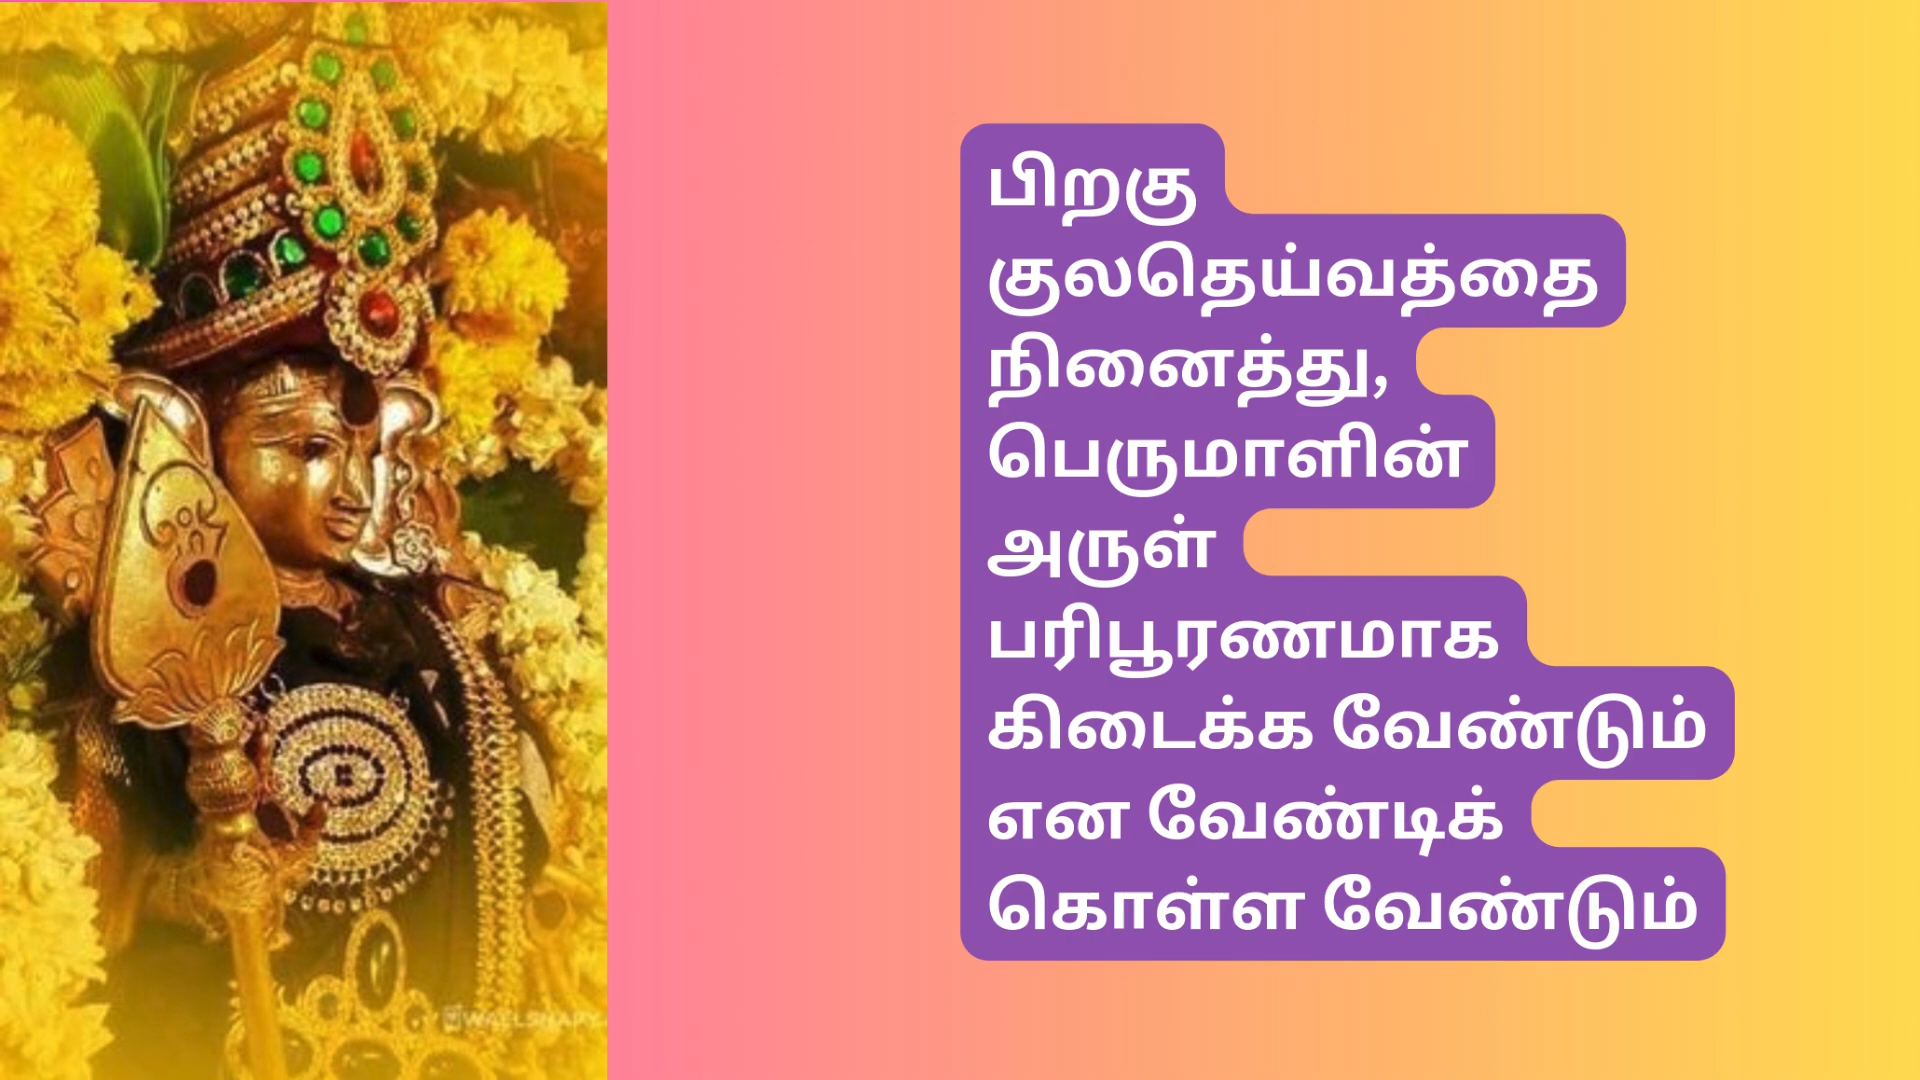 பிறகு
குலதெய்வத்தை
நினைத்து,
பெருமாளின்
அருள்
பரிபூரணமாக
கிடைக்க வேண்டும்
என வேண்டிக்
கொள்ள வேண்டும்